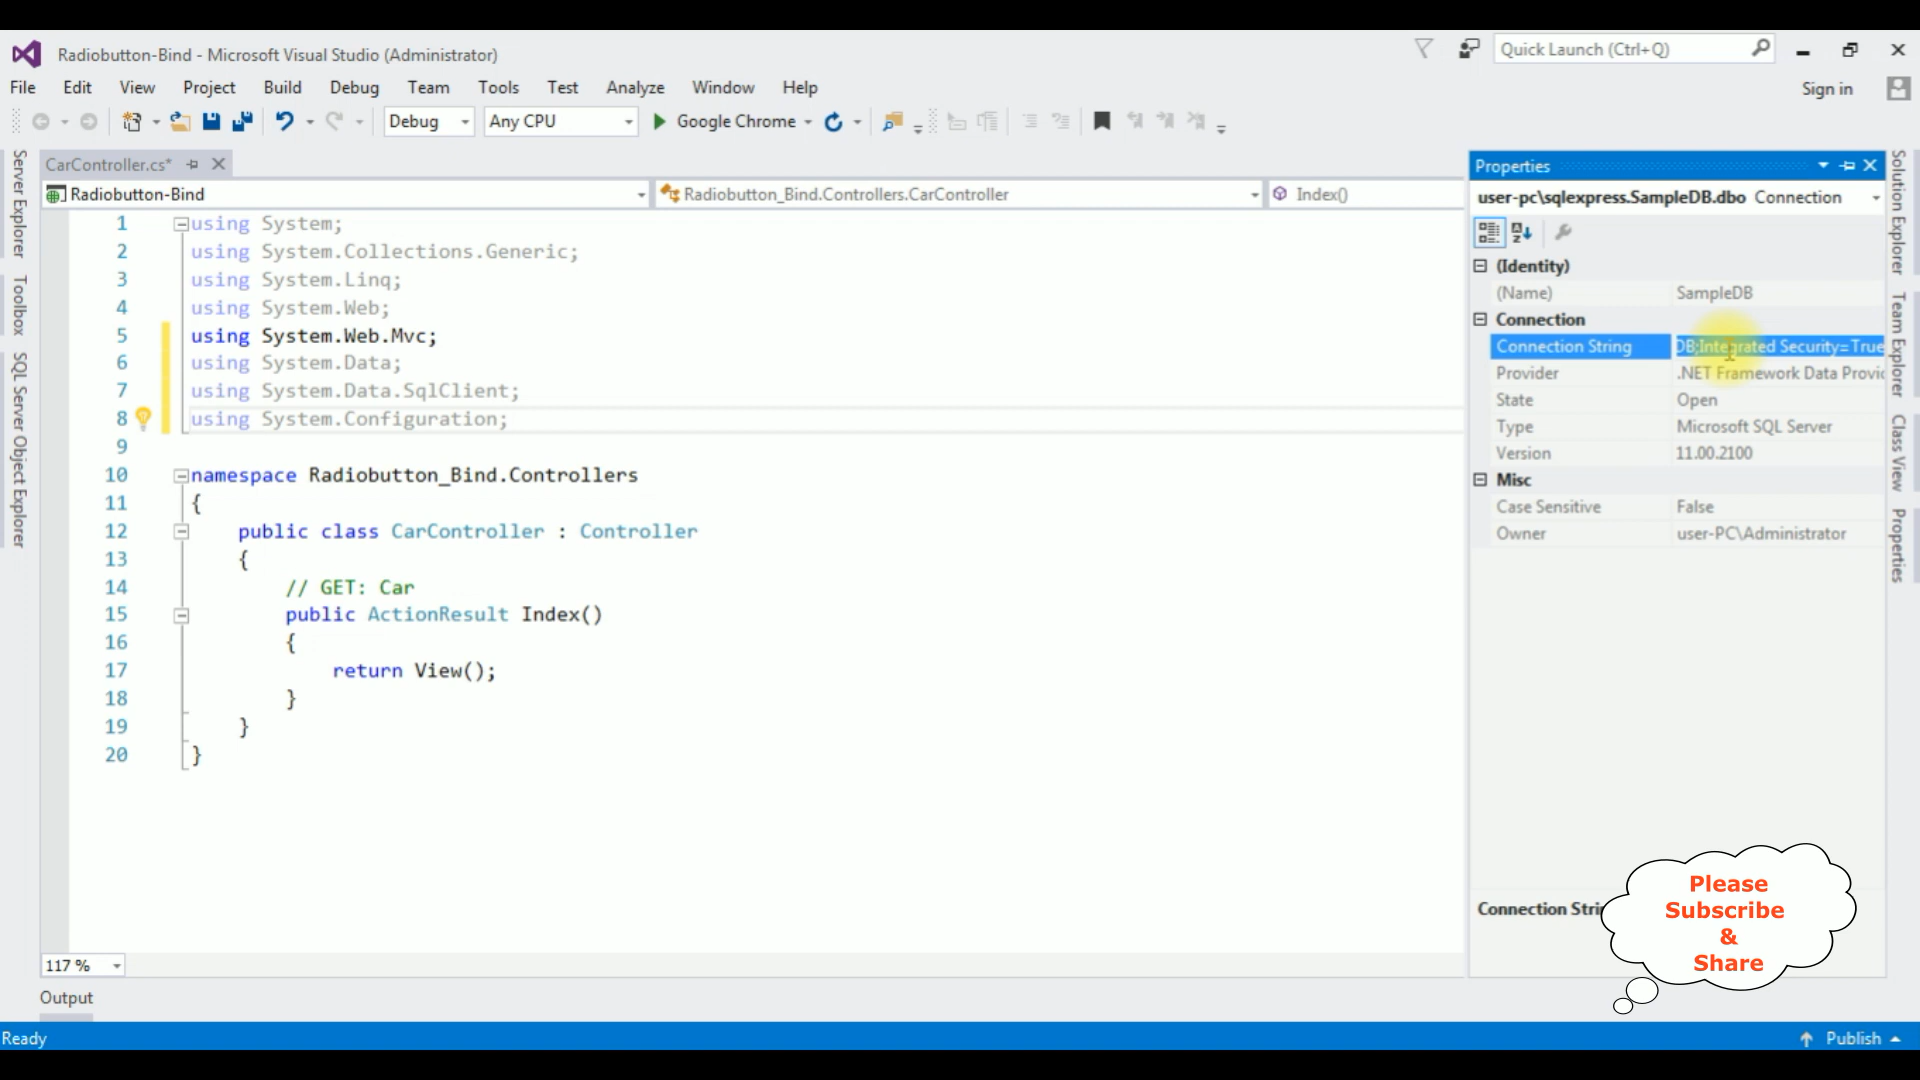 Radiobutton-Bind - Microsoft Visual Studio (Administrator)
Quick Launch (Ctrl+Q)
File Edit View Project Build Debug Team Tools Test Analyze Window Help
Sign in
Debug Any CPU Google Chrome
CarController.cs*
Radiobutton-Bind Radiobutton_Bind.Controllers.CarController Index()
Server Explorer
Toolbox
SQL Server Object Explorer
1 using System;
2 using System.Collections.Generic;
3 using System.Linq;
4 using System.Web;
5 using System.Web.Mvc;
6 using System.Data;
7 using System.Data.SqlClient;
8 using System.Configuration;
9
10 namespace Radiobutton_Bind.Controllers
11 {
12 public class CarController : Controller
13 {
14 // GET: Car
15 public ActionResult Index()
16 {
17 return View();
18 }
19 }
20 }
117 %
Output
Ready
Publish
Properties
user-pc\sqlexpress.SampleDB.dbo Connection
(Identity)
(Name) SampleDB
Connection
Connection String DB;Integrated Security=True
Provider .NET Framework Data
State Open
Type Microsoft SQL Server
Version 11.00.2100
Misc
Case Sensitive False
Owner user-PC\Administrator
Connection
Please
Subscribe
&
Share
Solution Explorer
Team Explorer
Class View
Properties